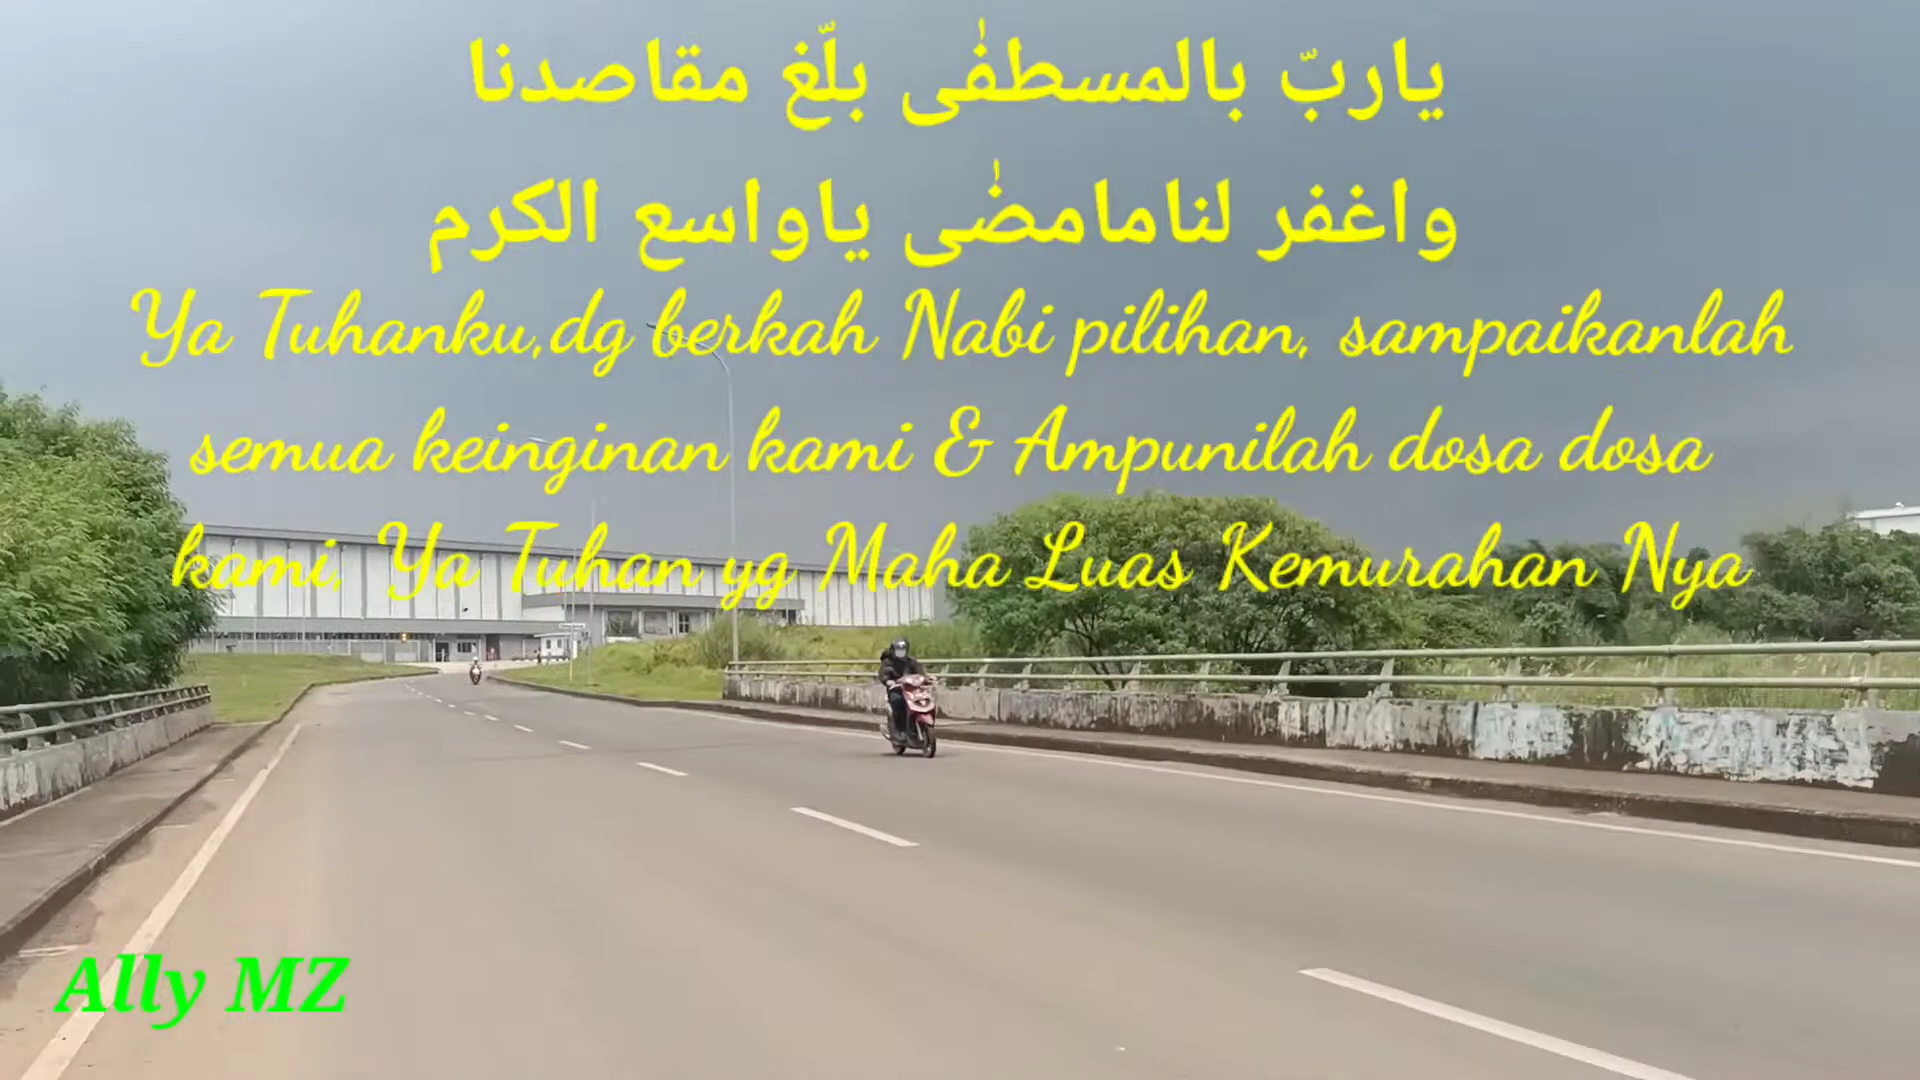 ياربّ بالمسطفٰى بلّغ مقاصدنا
واغفر لنامامضٰى ياواسع الكرم
Ya Tuhanku,dg berkah Nabi pilihan, sampaikanlah
semua keinginan kami & Ampunilah dosa dosa
kami, Ya Tuhan yg Maha Luas Kemurahan Nya
Ally MZ